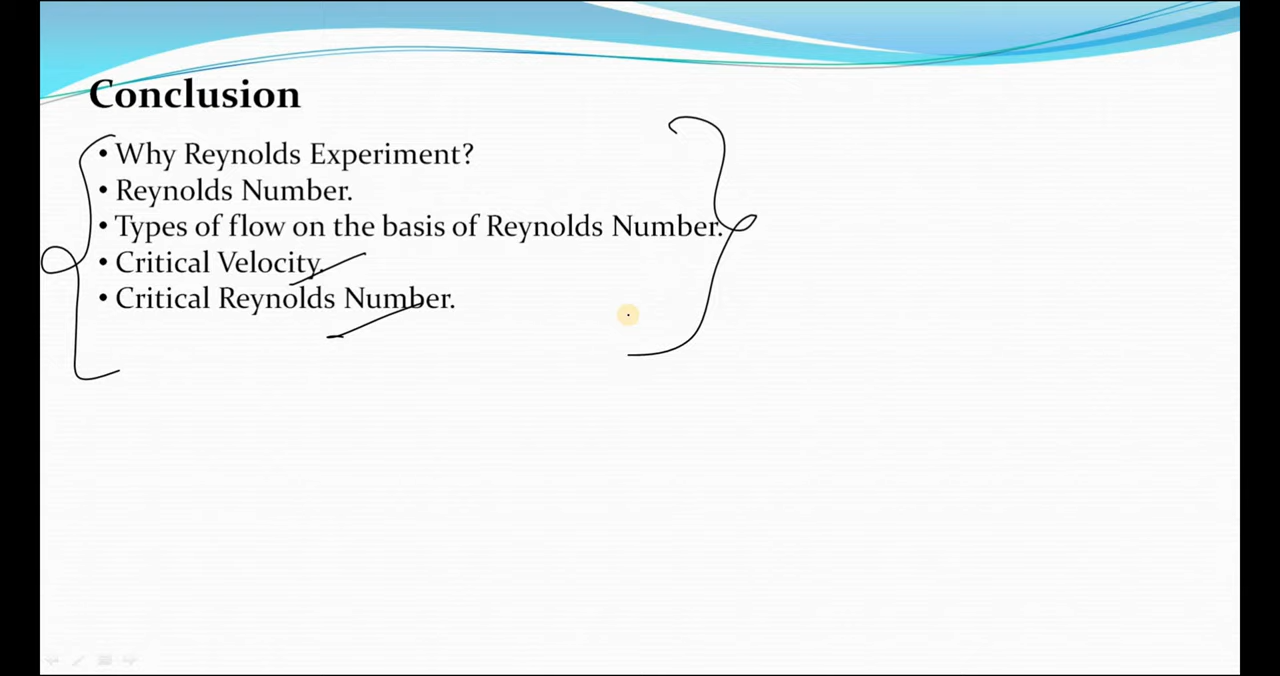 Conclusion
• Why Reynolds Experiment?
• Reynolds Number.
• Types of flow on the basis of Reynolds Number.
• Critical Velocity.
• Critical Reynolds Number.